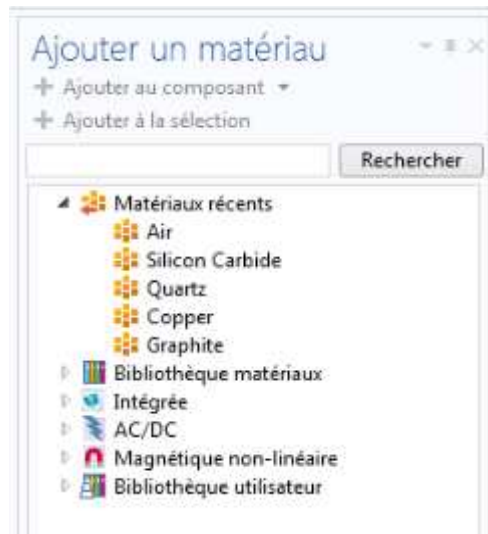 Ajouter un matériau
Ajouter au composant
Ajouter à la sélection
Rechercher
Matériaux récents
Air
Silicon Carbide
Quartz
Copper
Graphite
Bibliothèque matériaux
Intégrée
AC/DC
Magnétique non-linéaire
Bibliothèque utilisateur